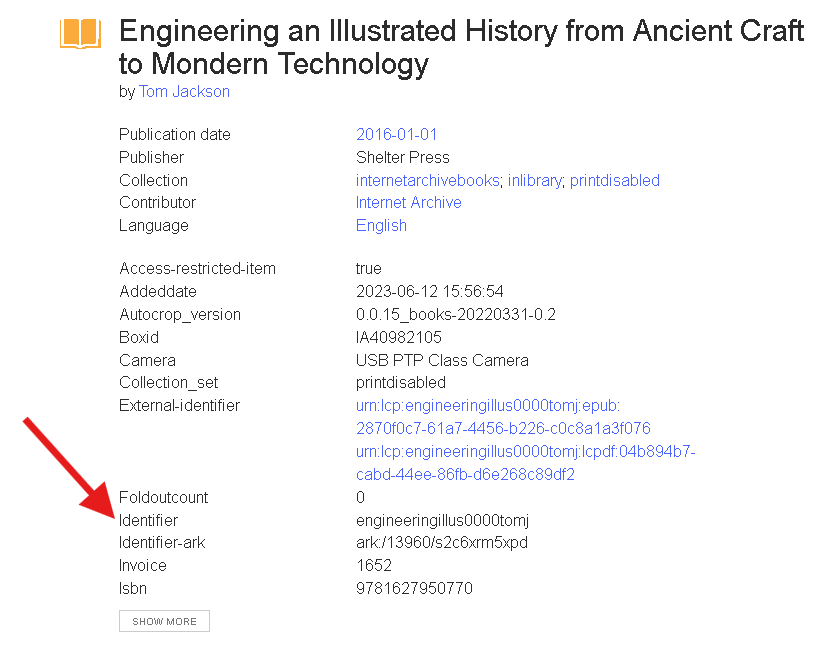 Engineering an Illustrated History from Ancient Craft
to Mondern Technology
by Tom Jackson
Publication date 2016-01-01
Publisher Shelter Press
Collection internetarchivebooks; inlibrary; printdisabled
Contributor Internet Archive
Language English
Access-restricted-item true
Addeddate 2023-06-12 15:56:54
Autocrop_version 0.0.15_books-20220331-0.2
Boxid IA40982105
Camera USB PTP Class Camera
Collection_set printdisabled
External-identifier urn:lcp:engineeringillus0000tomj:epub:
2870f0c7-61a7-4456-b226-c0c8a1a3f076
urn:lcp:engineeringillus0000tomj:lcpdf:04b894b7-
cabd-44ee-86fb-d6e268c89df2
Foldoutcount 0
Identifier engineeringillus0000tomj
Identifier-ark ark:/13960/s2c6xrm5xpd
Invoice 1652
Isbn 9781627950770
SHOW MORE